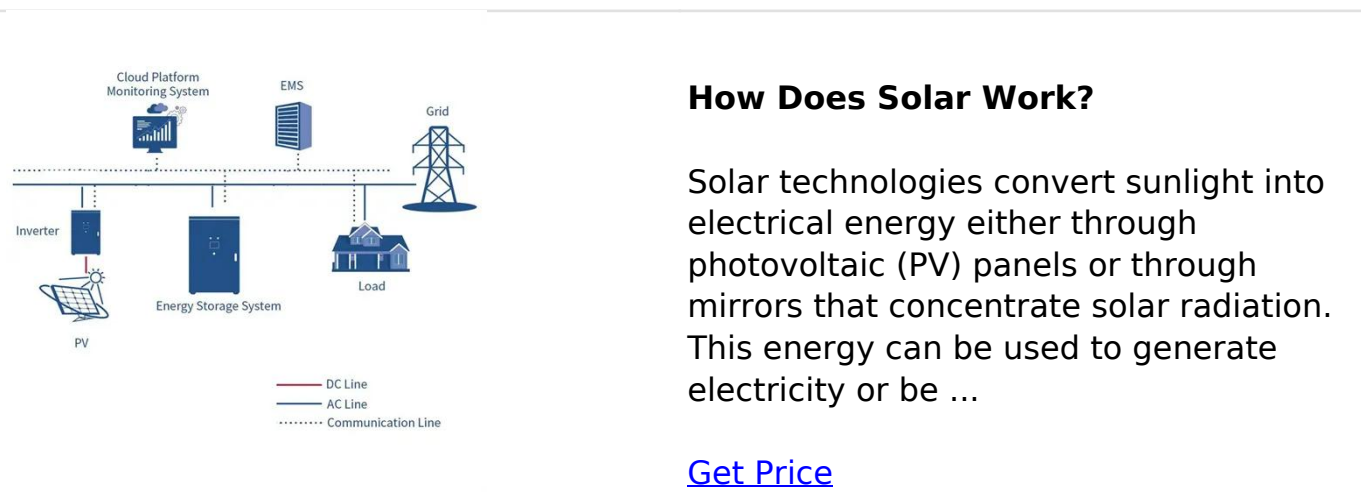 Cloud Platform
Monitoring System
EMS
Grid
Inverter
Load
Energy Storage System
PV
DC Line
AC Line
Communication Line
How Does Solar Work?
Solar technologies convert sunlight into
electrical energy either through
photovoltaic (PV) panels or through
mirrors that concentrate solar radiation.
This energy can be used to generate
electricity or be ...
Get Price